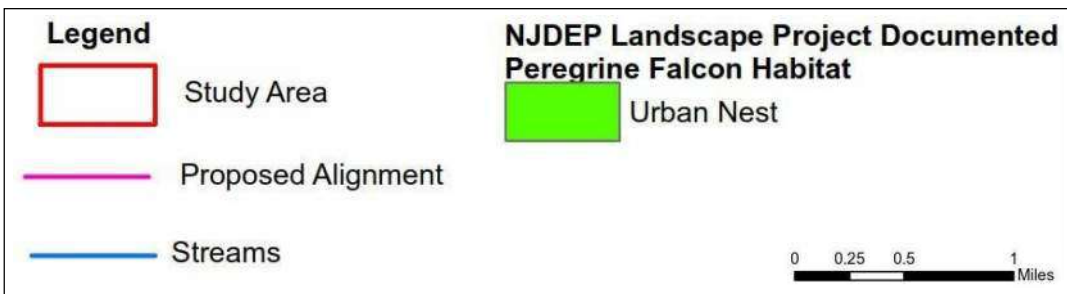 Legend
Study Area
Proposed Alignment
Streams
NJDEP Landscape Project Documented
Peregrine Falcon Habitat
Urban Nest
0 0.25 0.5 1
Miles